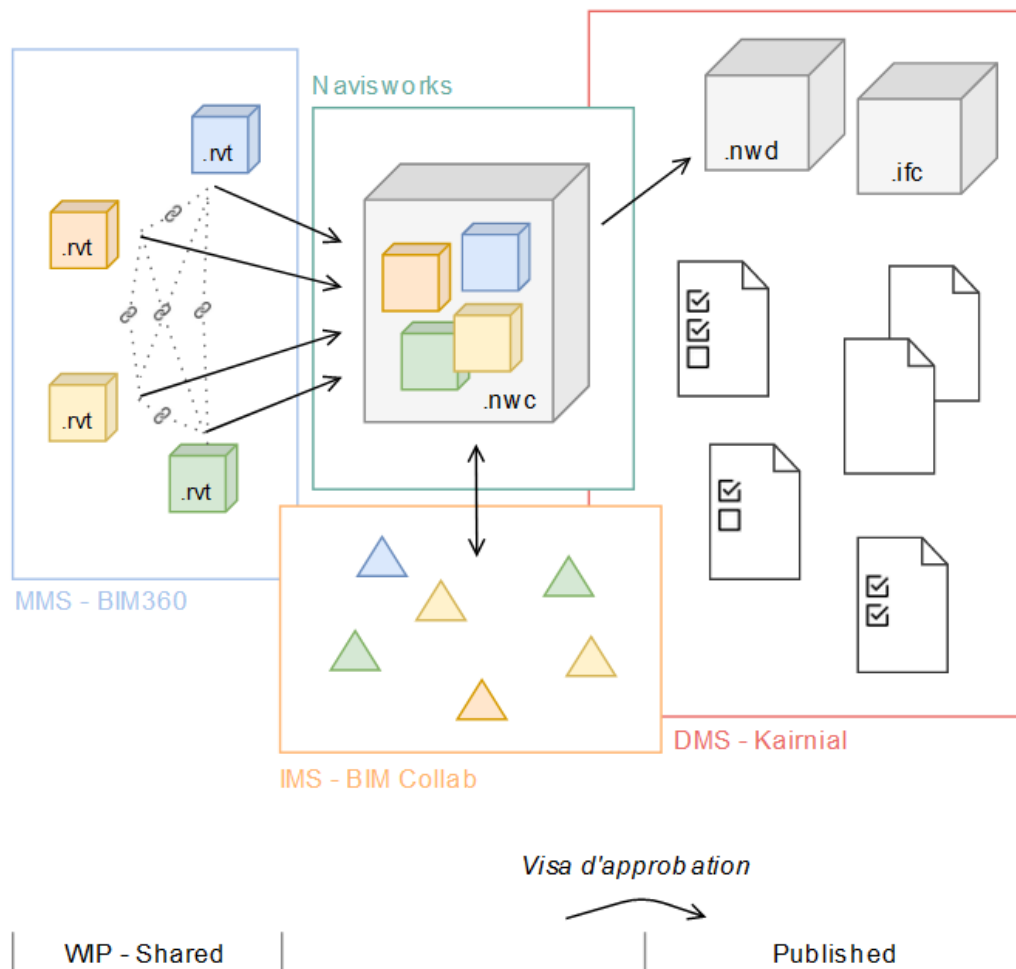 Navisworks
.rvt
.nwd
.ifc
.rvt
.rvt
.nwc
.rvt
MMS - BIM360
DMS - Kairnial
IMS - BIM Collab
Visa d'approbation
WIP - Shared
Published